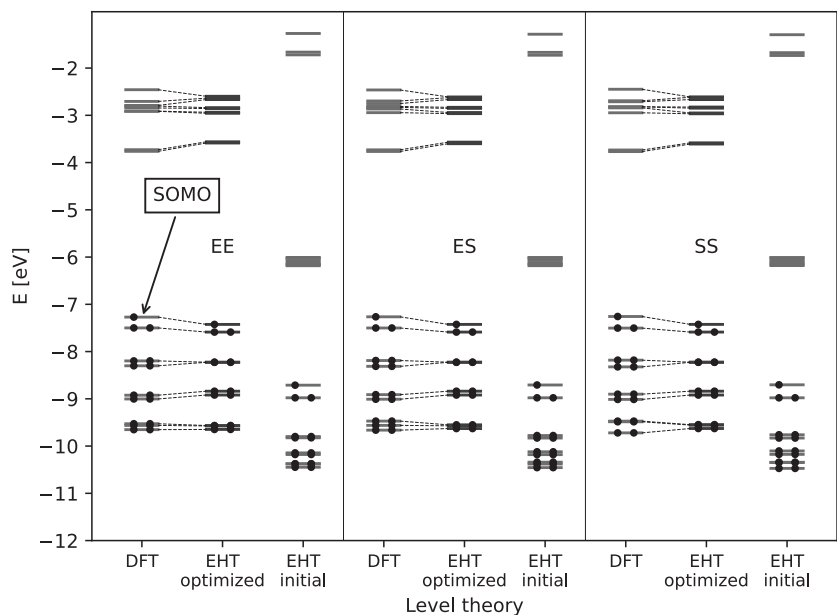 −2
−3
−4
−5
−6
−7
−8
−9
−10
−11
−12
E [eV]
SOMO
EE
ES
SS
DFT
EHT
optimized
EHT
initial
DFT
EHT
optimized
EHT
initial
DFT
EHT
optimized
EHT
initial
Level theory